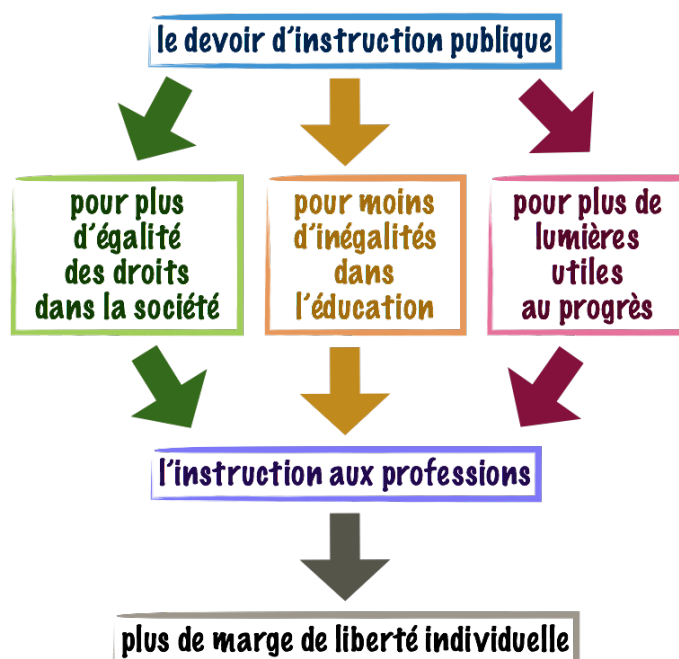 le devoir d'instruction publique
pour plus
d'égalité
des droits
dans la société
pour moins
d'inégalités
dans
l'éducation
pour plus de
lumières
utiles
au progrès
l'instruction aux professions
plus de marge de liberté individuelle